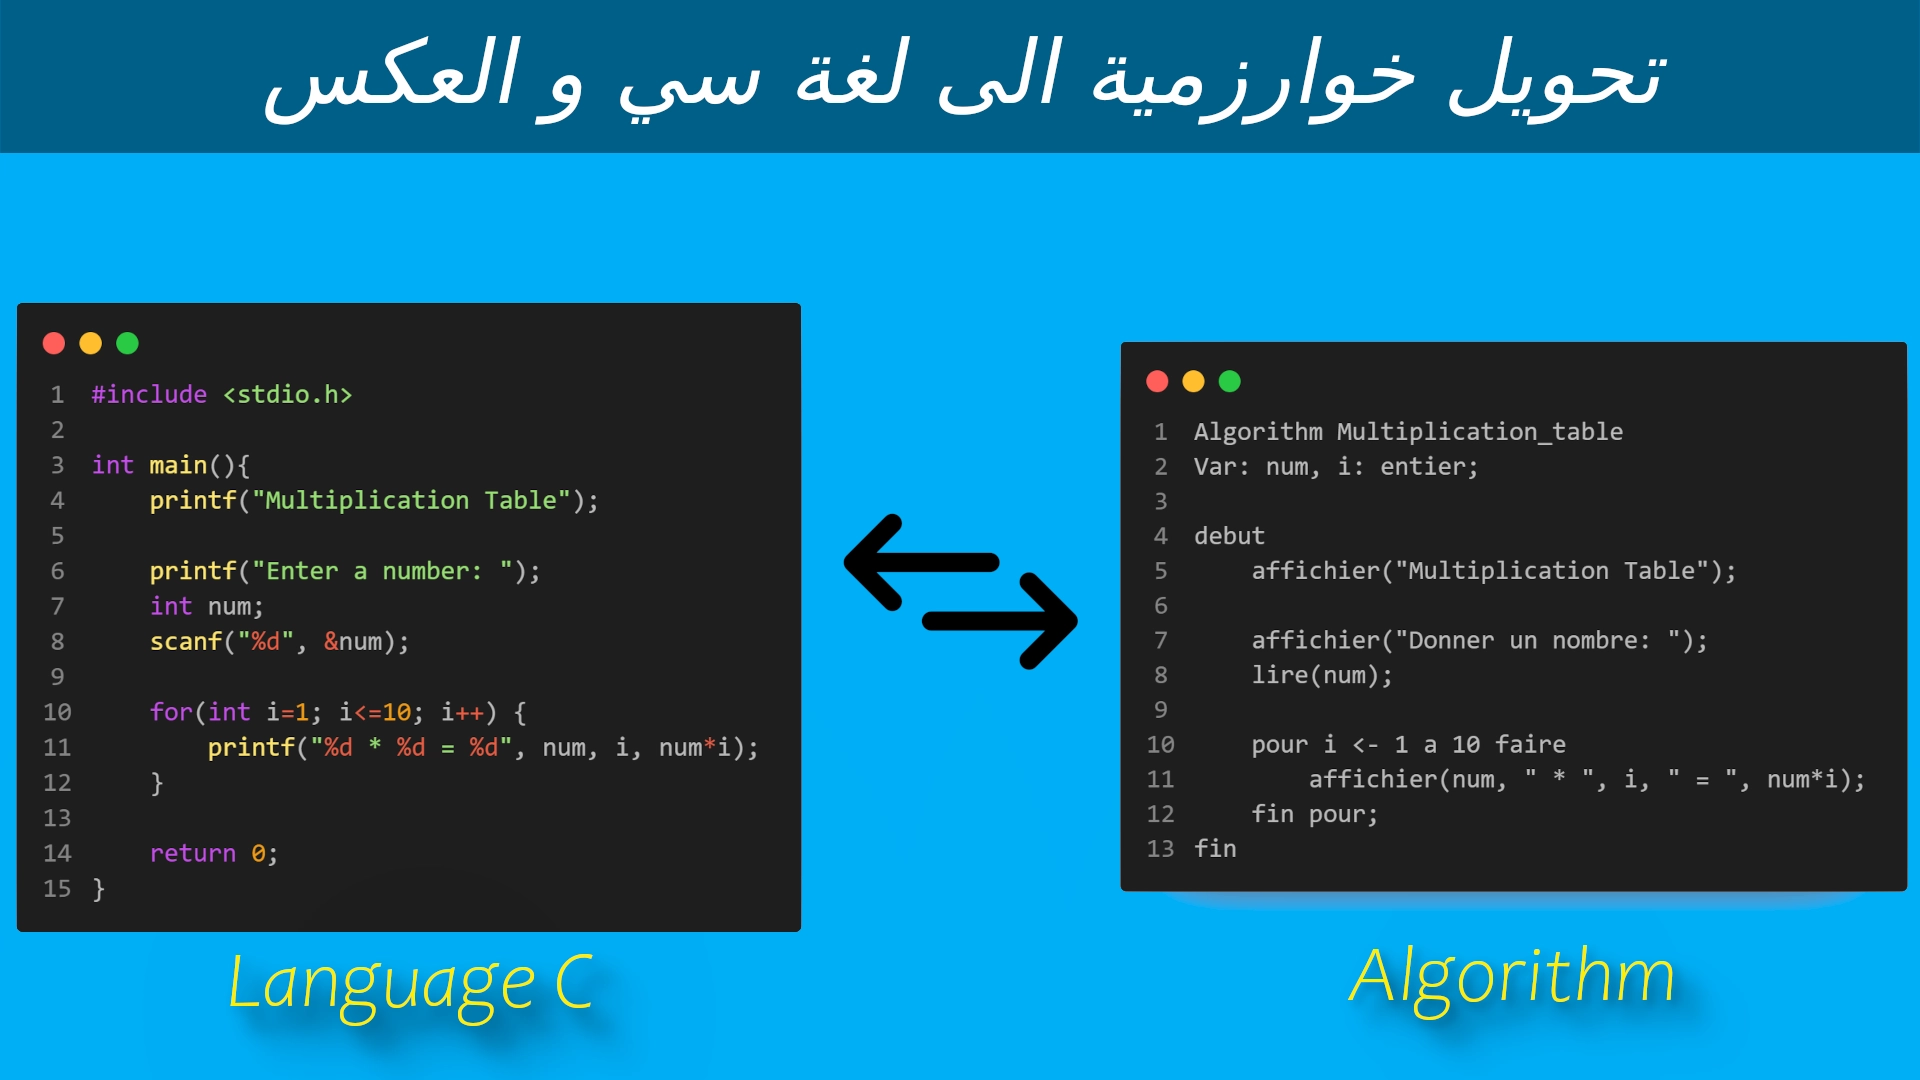 تحويل خوارزمية الى لغة سي و العكس
1 #include <stdio.h>
2
3 int main(){
4     printf("Multiplication Table");
5
6     printf("Enter a number: ");
7     int num;
8     scanf("%d", &num);
9
10     for(int i=1; i<=10; i++) {
11         printf("%d * %d = %d", num, i, num*i);
12     }
13
14     return 0;
15 }
Language C
1 Algorithm Multiplication_table
2 Var: num, i: entier;
3
4 debut
5     affichier("Multiplication Table");
6
7     affichier("Donner un nombre: ");
8     lire(num);
9
10     pour i <- 1 a 10 faire
11         affichier(num, " * ", i, " = ", num*i);
12     fin pour;
13 fin
Algorithm